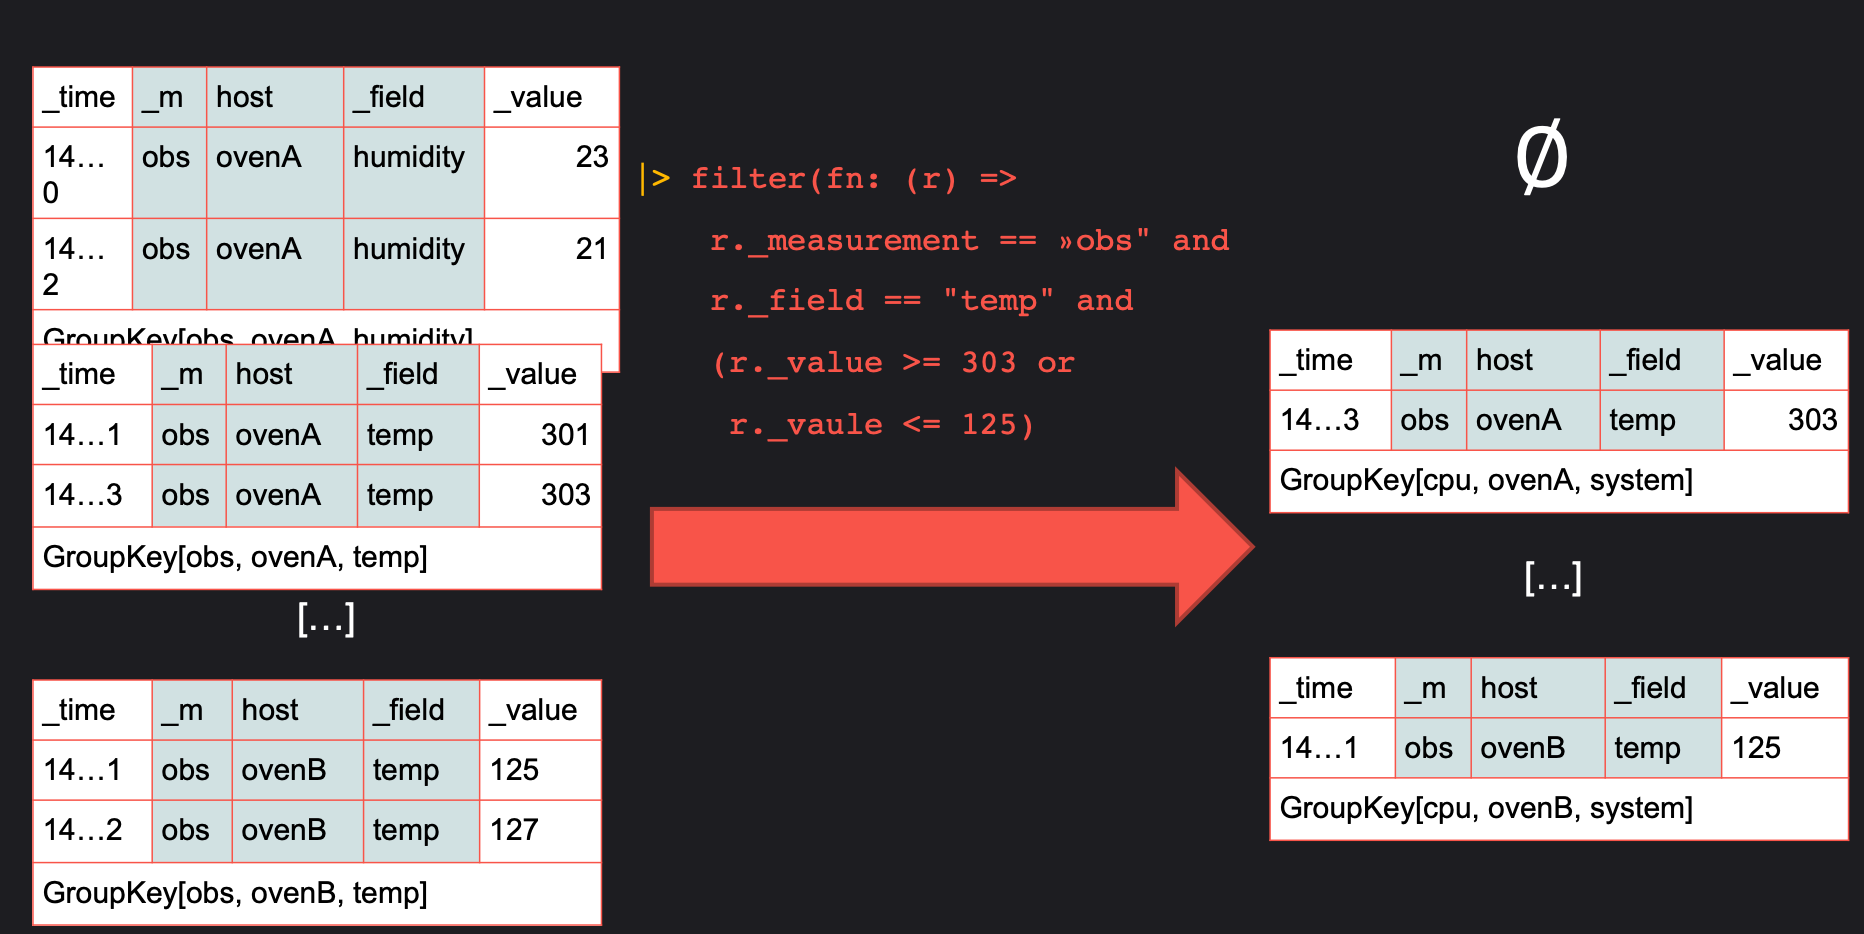 _time _m host _field _value
14… obs ovenA humidity 23
0
14… obs ovenA humidity 21
2
GroupKey[obs, ovenA, humidity]
_time _m host _field _value
14…1 obs ovenA temp 301
14…3 obs ovenA temp 303
GroupKey[obs, ovenA, temp]
[…]
_time _m host _field _value
14…1 obs ovenB temp 125
14…2 obs ovenB temp 127
GroupKey[obs, ovenB, temp]
|> filter(fn: (r) =>
r._measurement == »obs" and
r._field == "temp" and
(r._value >= 303 or
r._vaule <= 125)
Ø
_time _m host _field _value
14…3 obs ovenA temp 303
GroupKey[cpu, ovenA, system]
[…]
_time _m host _field _value
14…1 obs ovenB temp 125
GroupKey[cpu, ovenB, system]